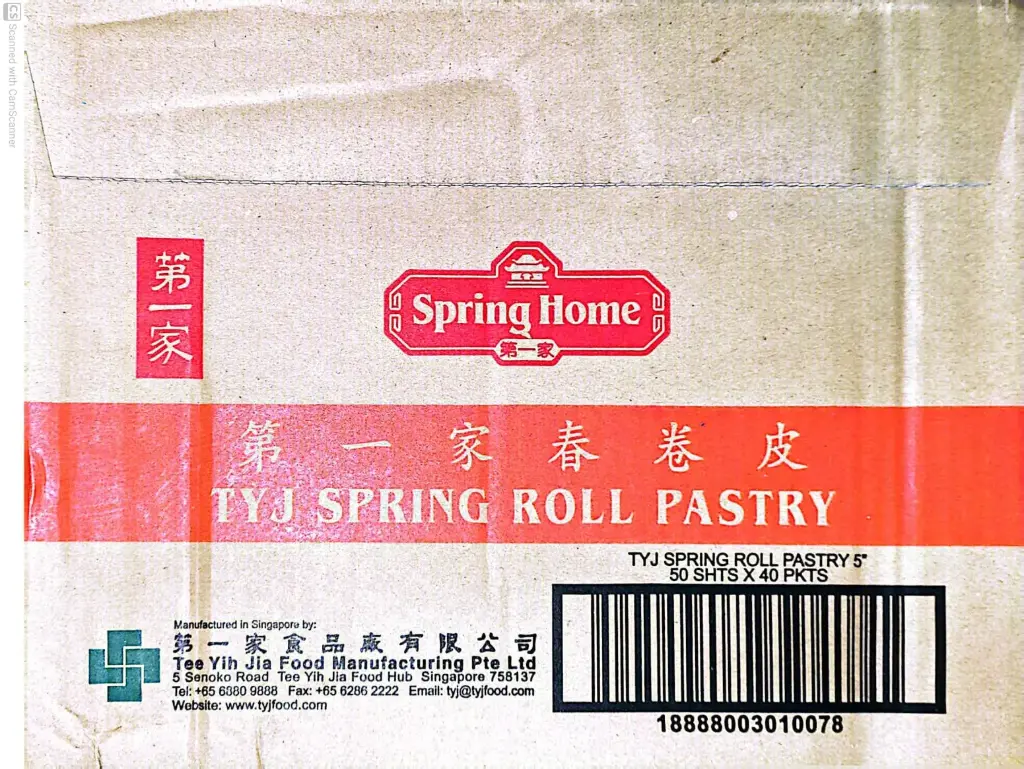 CS Scanned with CamScanner
第一家
Spring Home
第一家
第一家春卷皮
TYJ SPRING ROLL PASTRY
TYJ SPRING ROLL PASTRY 5"
50 SHTS X 40 PKTS
18888003010078
Manufactured in Singapore by:
第一家食品廠有限公司
Tee Yih Jia Food Manufacturing Pte Ltd
5 Senoko Road Tee Yih Jia Food Hub Singapore 758137
Tel: +65 6880 9888 Fax: +65 6286 2222 Email: tyj@tyjfood.com
Website: www.tyjfood.com